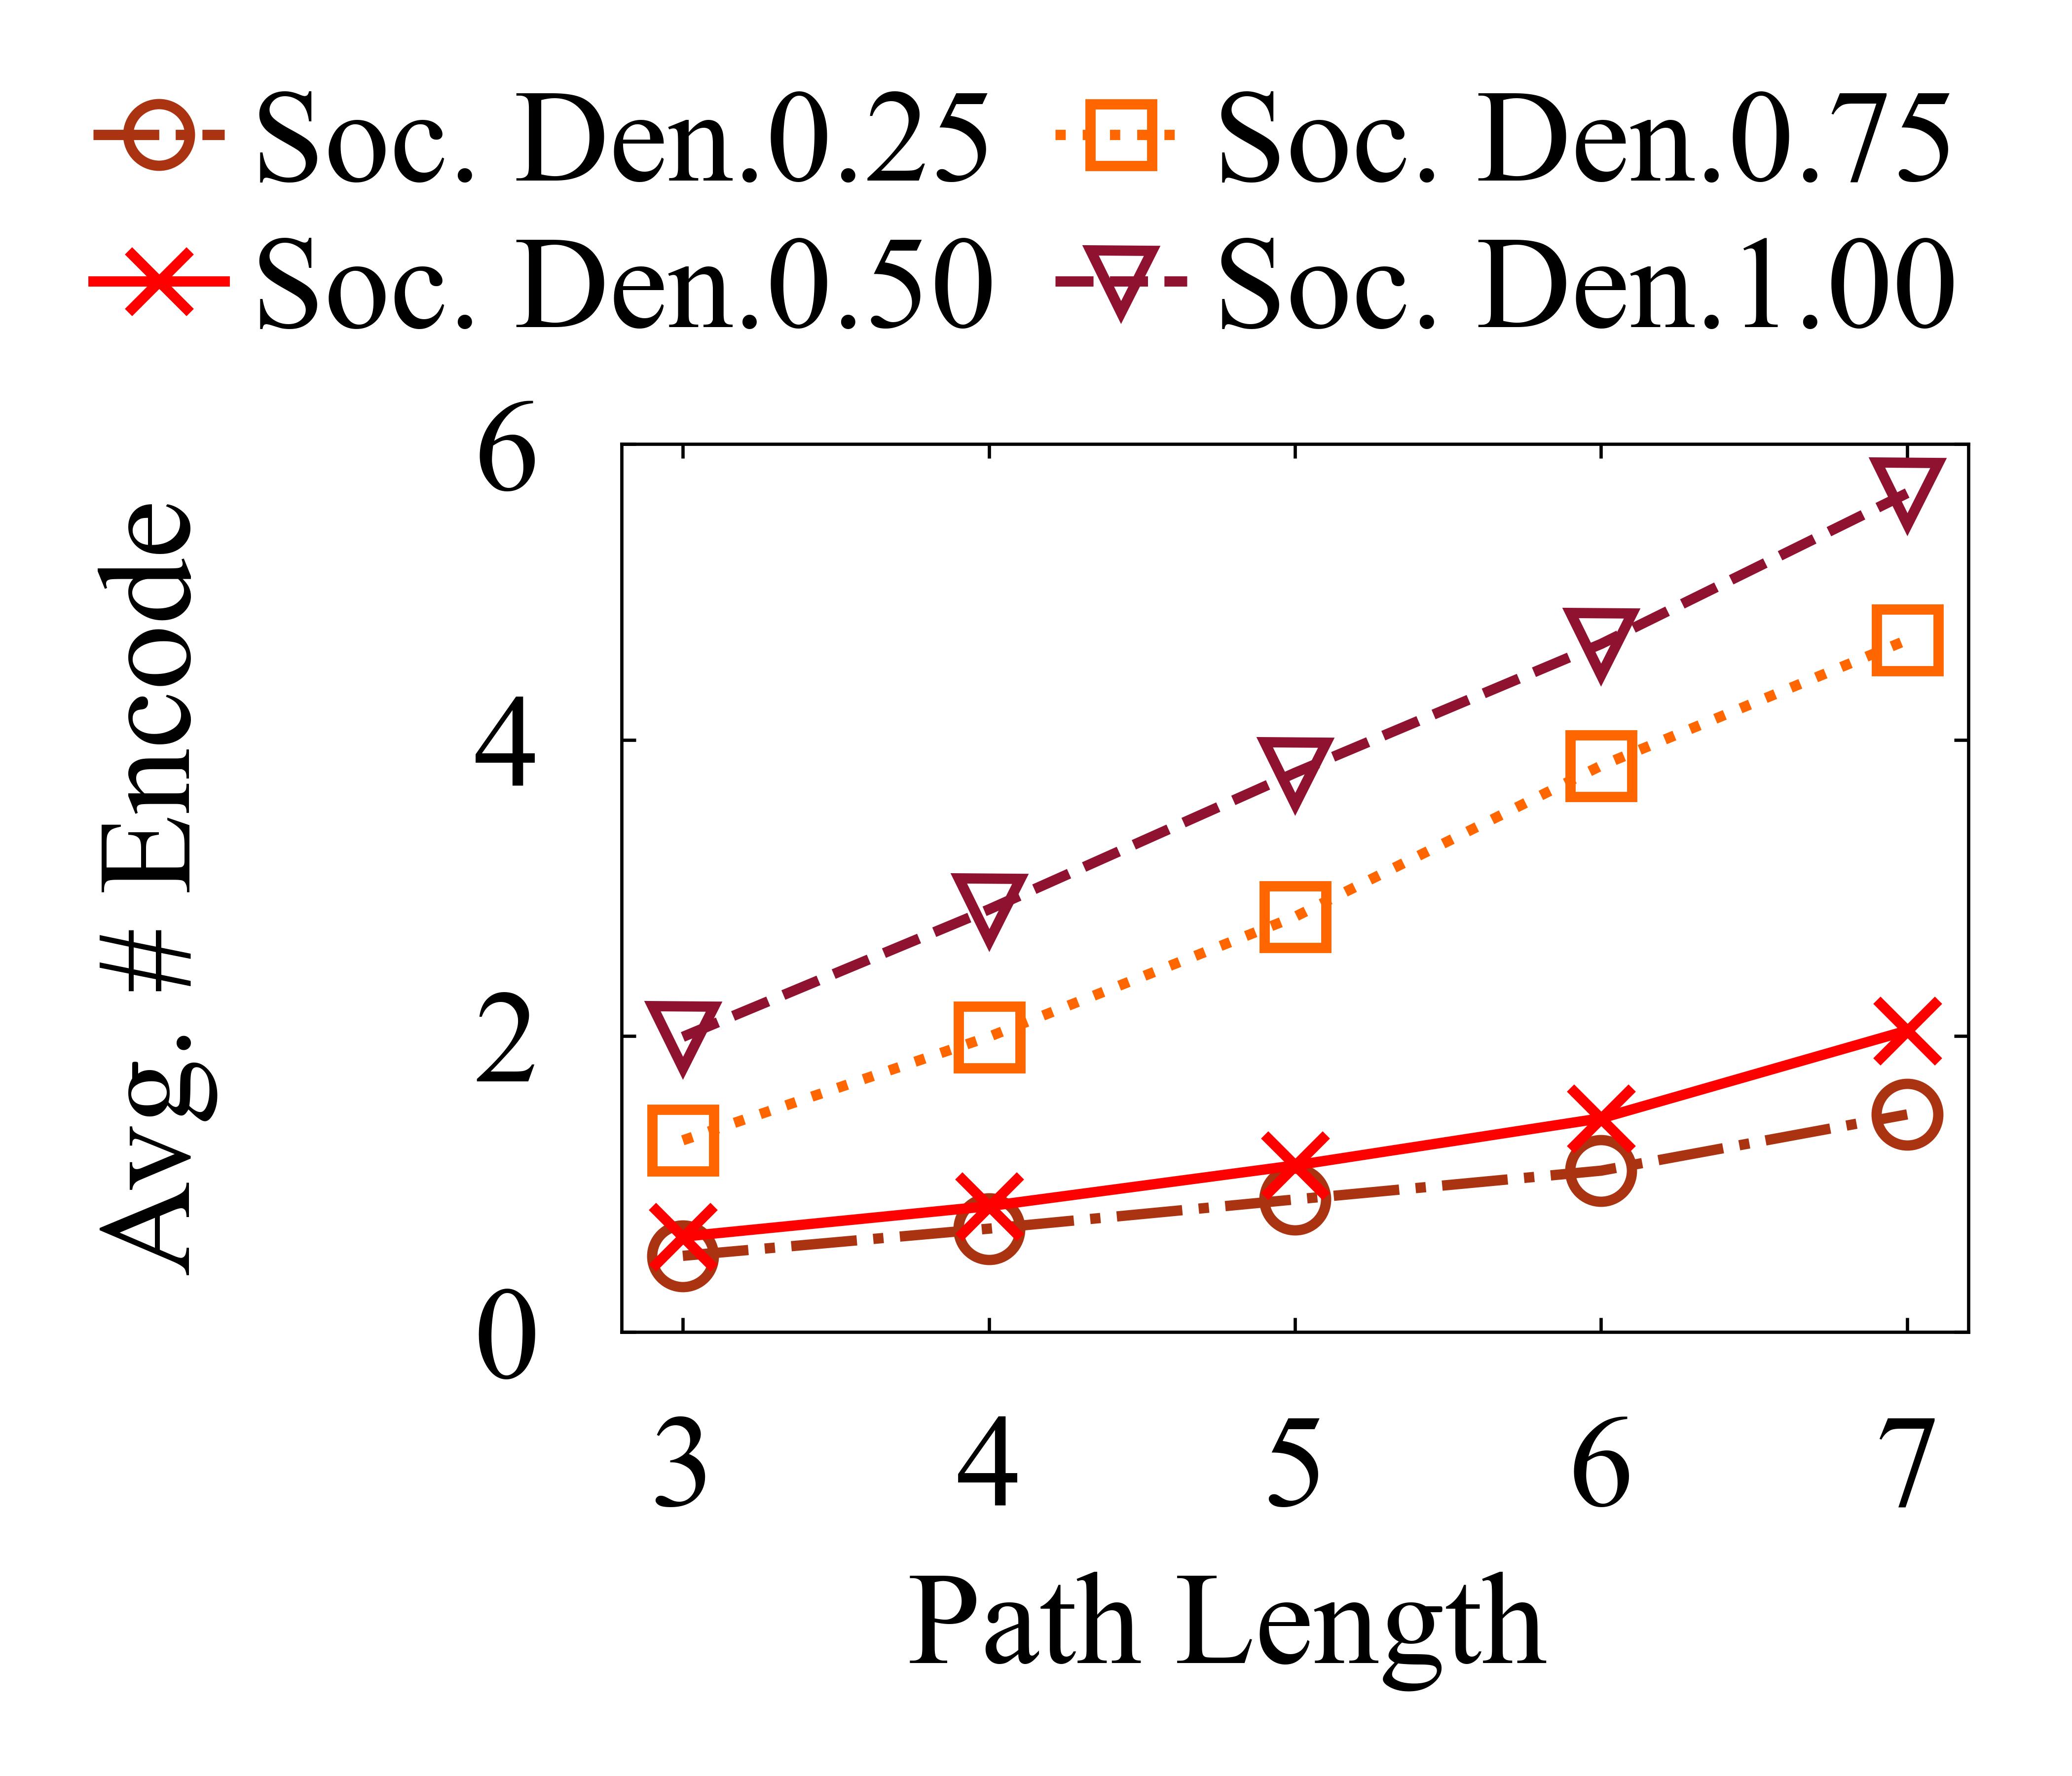 Soc. Den.0.25
Soc. Den.0.75
Soc. Den.0.50
Soc. Den.1.00
6
4
2
0
Avg. # Encode
3 4 5 6 7
Path Length